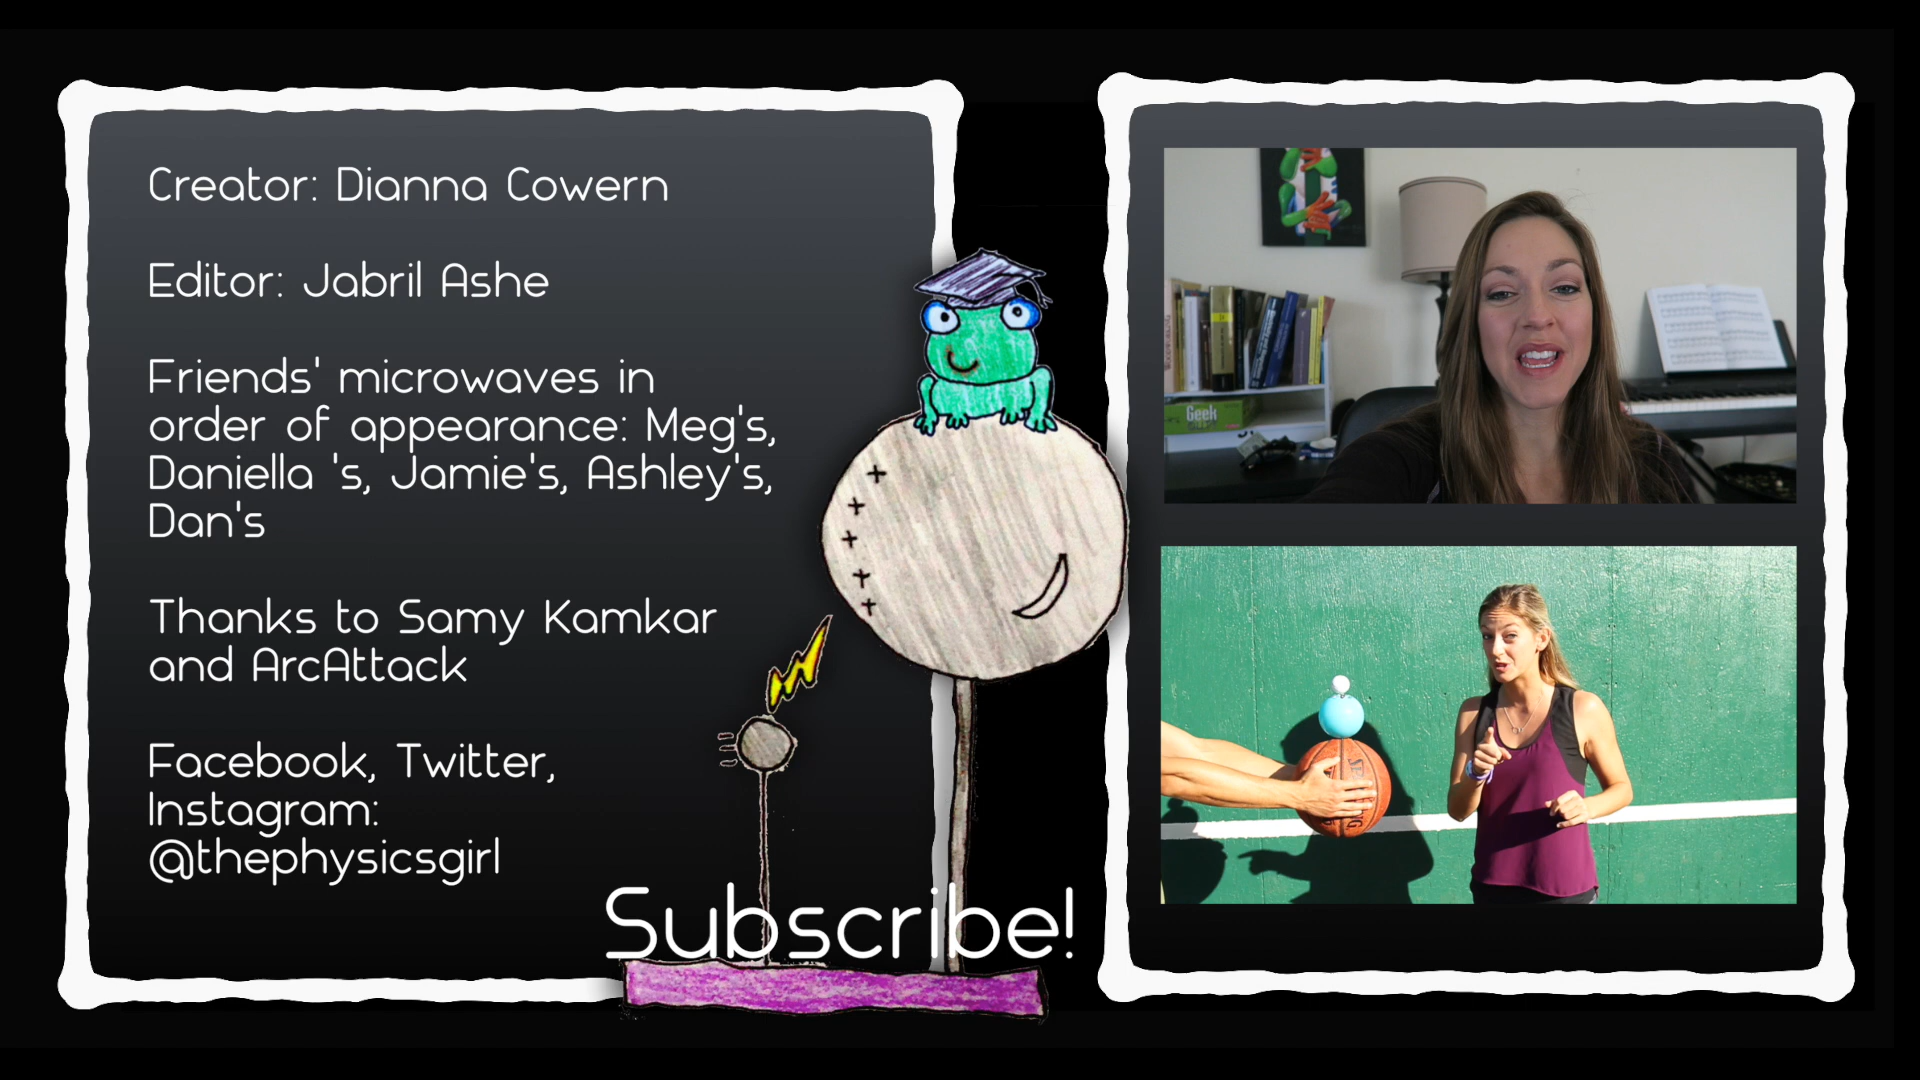 Creator: Dianna Cowern
Editor: Jabril Ashe
Friends' microwaves in
order of appearance: Meg's,
Daniella 's, Jamie's, Ashley's,
Dan's
Thanks to Samy Kamkar
and ArcAttack
Facebook, Twitter,
Instagram:
@thephysicsgirl
Subscribe!
Geek